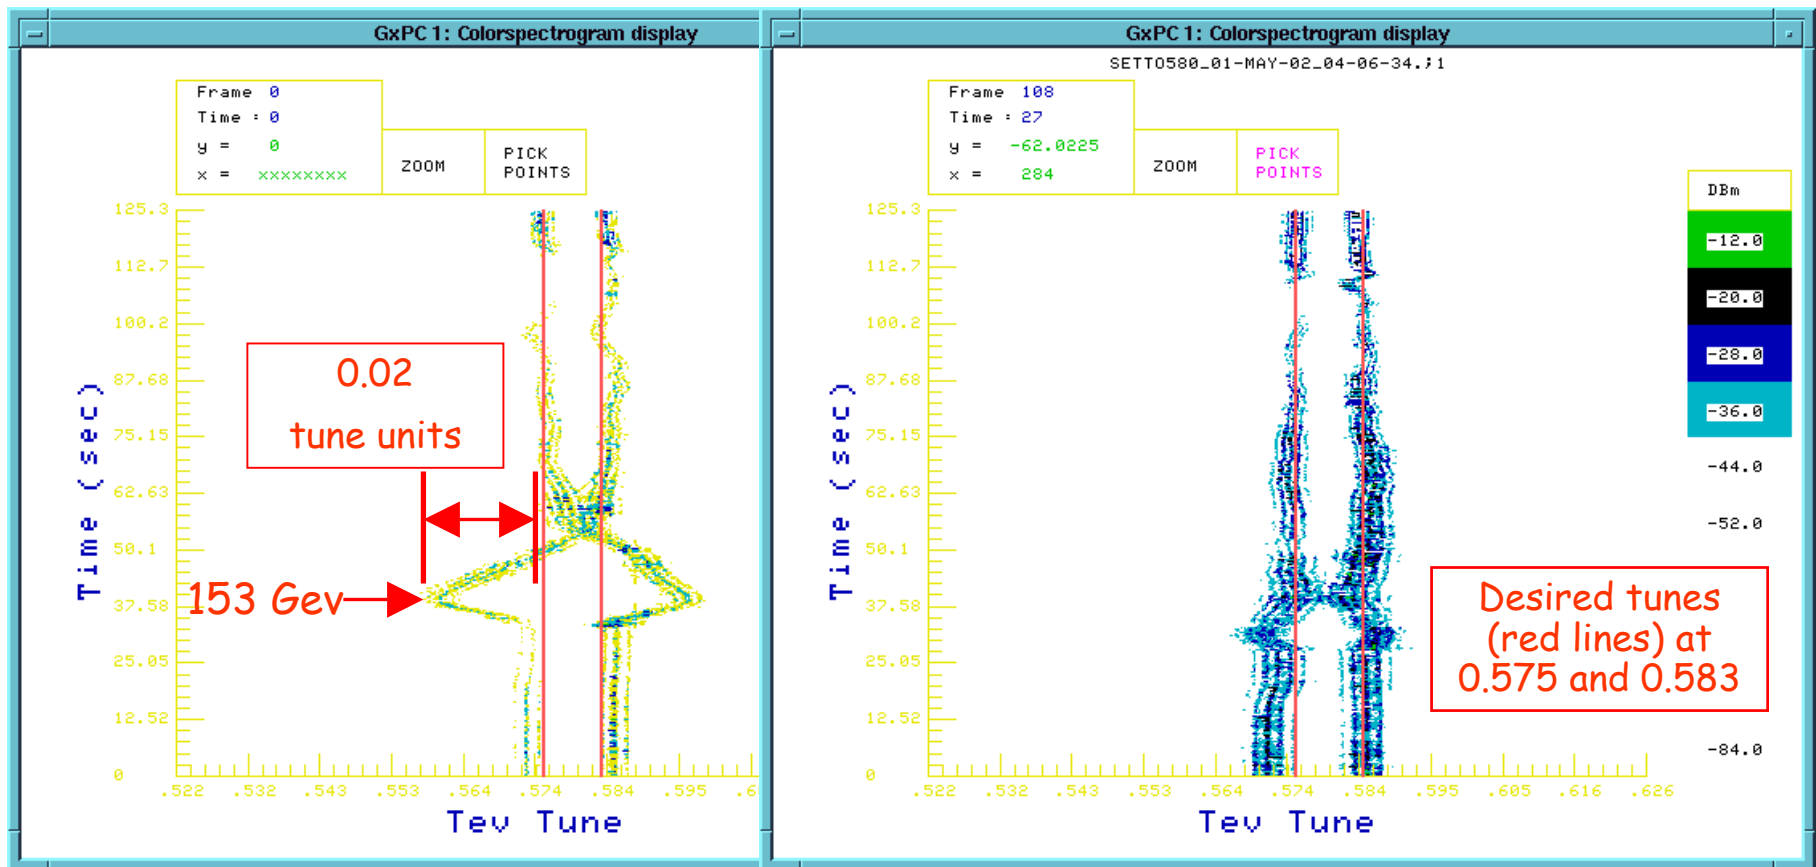 GxPC 1: Colorspectrogram display
Frame 0
Time : 0
y = 0
x = xxxxxxxx
ZOOM
PICK
POINTS
125.3
112.7
100.2
87.68
75.15
62.63
50.1
37.58
25.05
12.52
0
Time (sec)
0.02
tune units
153 Gev
.522 .532 .543 .553 .564 .574 .584 .595
Tev Tune
GxPC 1: Colorspectrogram display
SETTO580_01-MAY-02_04-06-34.;1
Frame 108
Time : 27
y = -62.0225
x = 284
ZOOM
PICK
POINTS
125.3
112.7
100.2
87.68
75.15
62.63
50.1
37.58
25.05
12.52
0
Time (sec)
.522 .532 .543 .553 .564 .574 .584 .595 .605 .616 .626
Tev Tune
DBm
-12.0
-20.0
-28.0
-36.0
-44.0
-52.0
-84.0
Desired tunes
(red lines) at
0.575 and 0.583